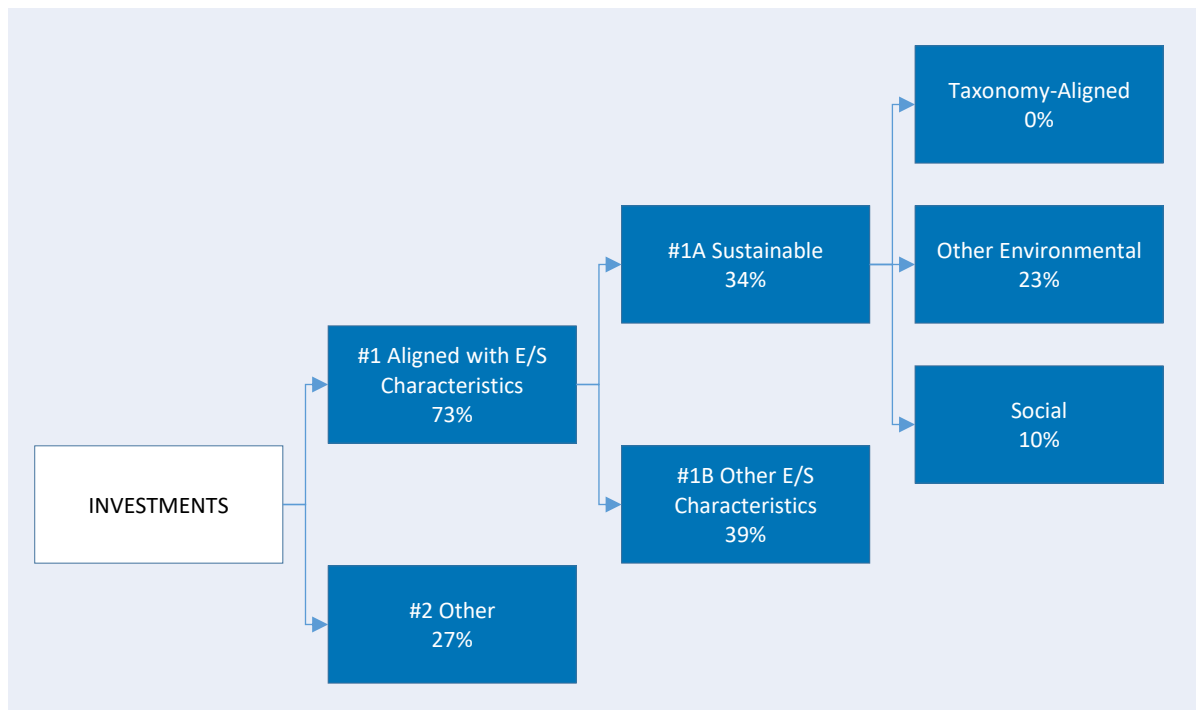 INVESTMENTS
#1 Aligned with E/S
Characteristics
73%
#2 Other
27%
#1A Sustainable
34%
#1B Other E/S
Characteristics
39%
Taxonomy-Aligned
0%
Other Environmental
23%
Social
10%